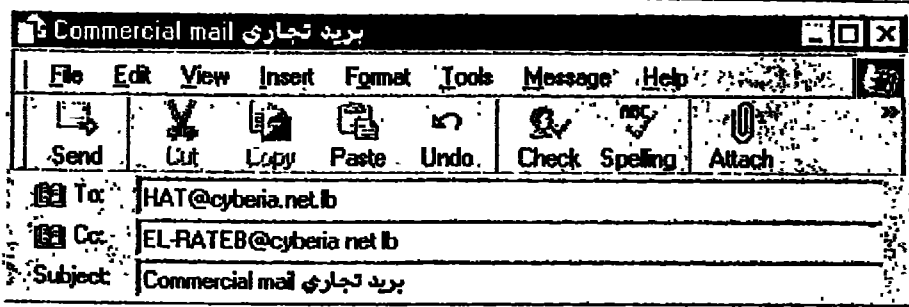 Commercial mail بريد تجاري
File Edit View Insert Format Tools Message Help
Send Cut Copy Paste Undo Check Spelling Attach »
To: HAT@cyberia.net.lb
Cc: EL-RATEB@cyberia net lb
Subject: Commercial mail بريد تجاري